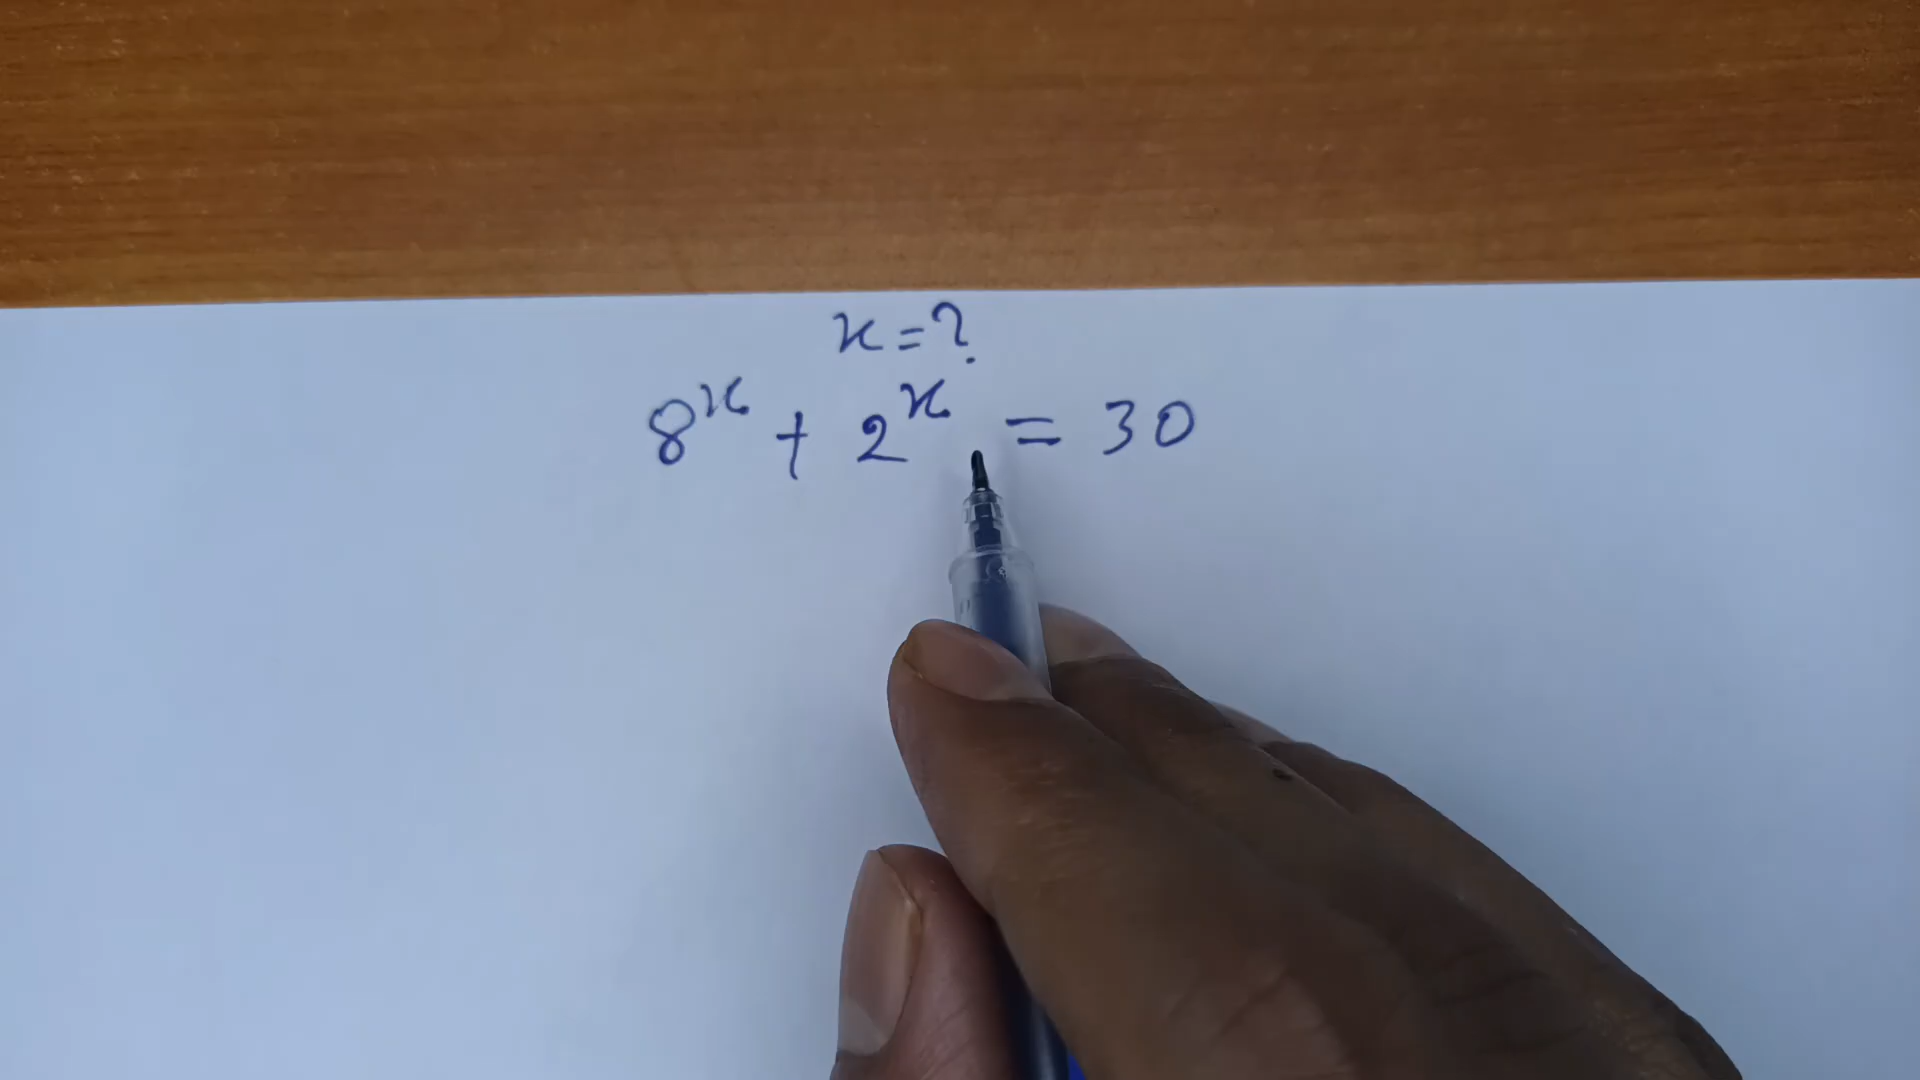 x = ?
8^x + 2^x = 30